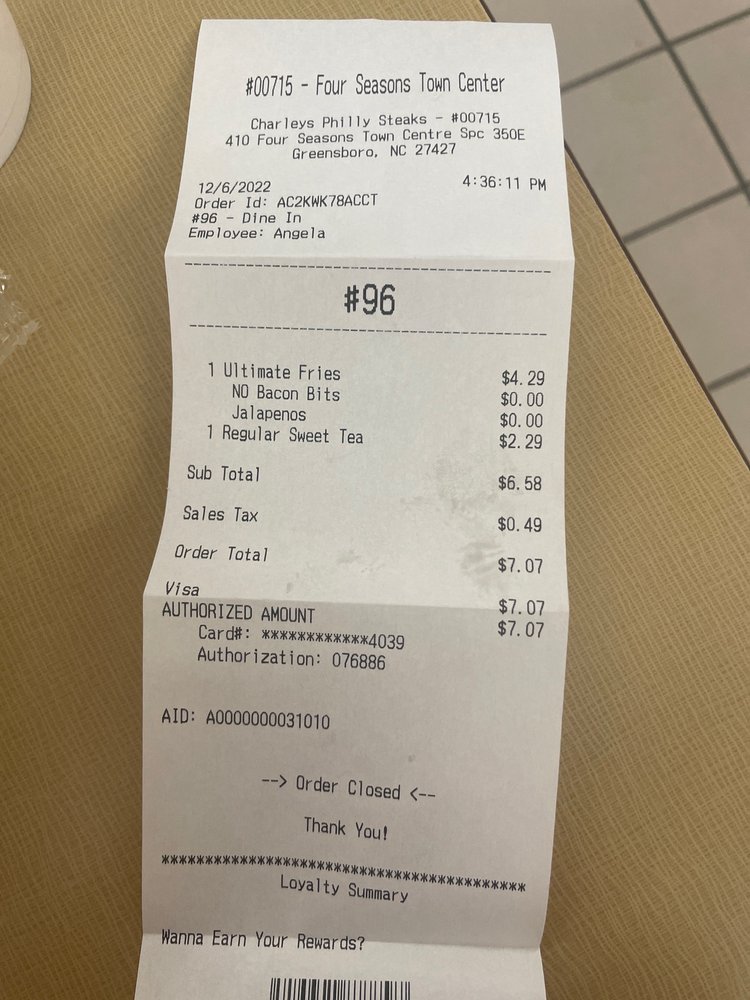 #00715 - Four Seasons Town Center
Charleys Philly Steaks - #00715
410 Four Seasons Town Centre Spc 350E
Greensboro, NC 27427
12/6/2022 4:36:11 PM
Order Id: AC2KWK78ACCT
#96 - Dine In
Employee: Angela
--------------------------------------------------
#96
--------------------------------------------------
1 Ultimate Fries $4.29
NO Bacon Bits $0.00
Jalapenos $0.00
1 Regular Sweet Tea $2.29
Sub Total $6.58
Sales Tax $0.49
Order Total $7.07
Visa $7.07
AUTHORIZED AMOUNT $7.07
Card#: ************4039
Authorization: 076886
AID: A0000000031010
--> Order Closed <--
Thank You!
******************************************
Loyalty Summary
Wanna Earn Your Rewards?